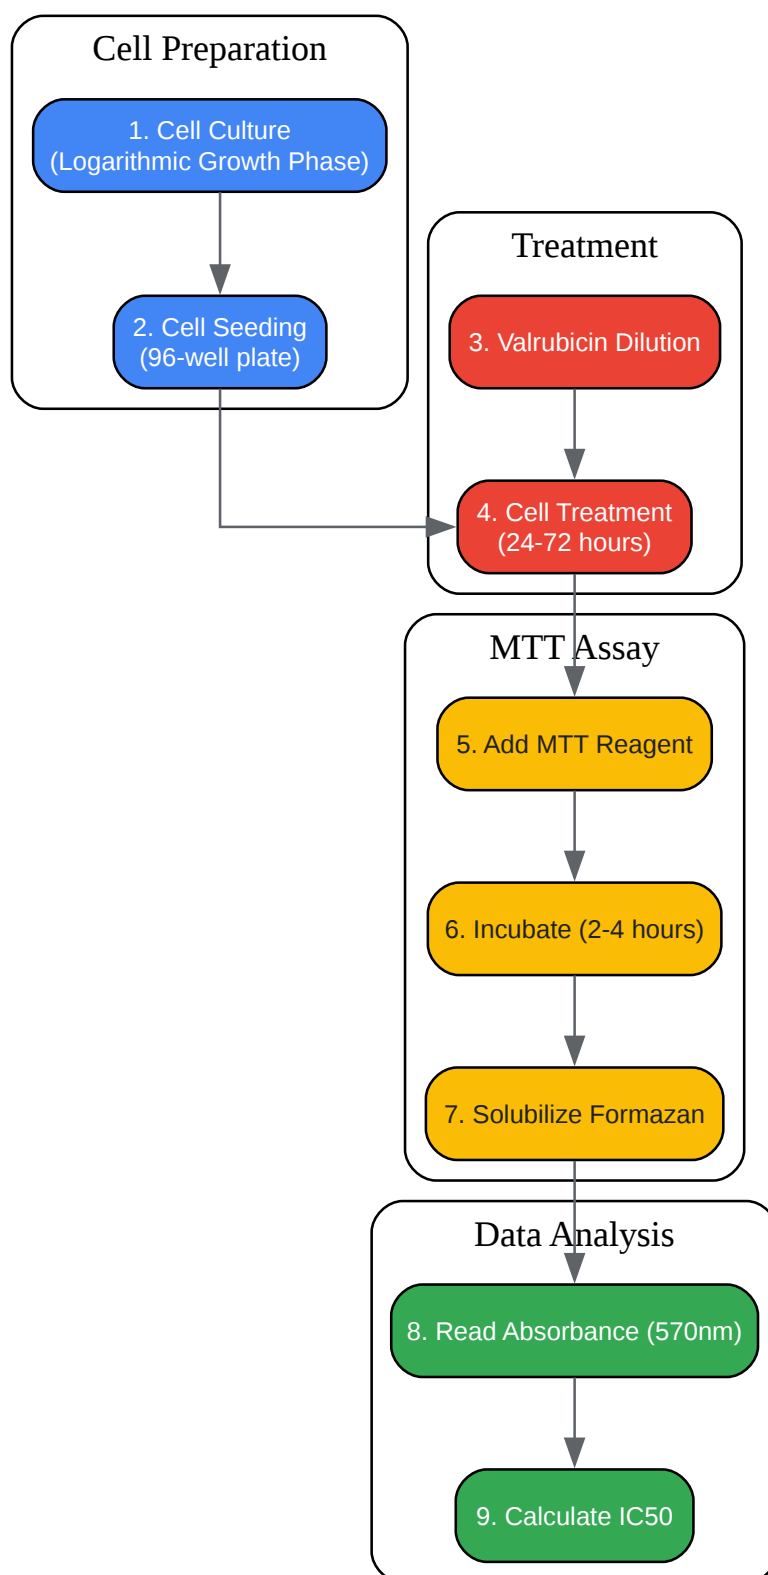 Cell Preparation
1. Cell Culture
(Logarithmic Growth Phase)
2. Cell Seeding
(96-well plate)
Treatment
3. Valrubicin Dilution
4. Cell Treatment
(24-72 hours)
MTT Assay
5. Add MTT Reagent
6. Incubate (2-4 hours)
7. Solubilize Formazan
Data Analysis
8. Read Absorbance (570nm)
9. Calculate IC50